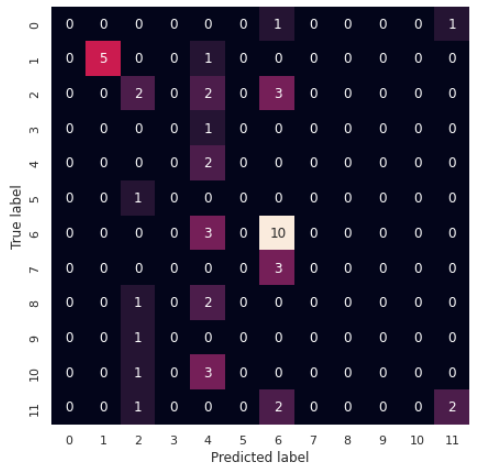 0 0 0 0 0 0 0 1 0 0 0 0 1
1 0 5 0 0 1 0 0 0 0 0 0 0
2 0 0 2 0 2 0 3 0 0 0 0 0
3 0 0 0 0 1 0 0 0 0 0 0 0
4 0 0 0 0 2 0 0 0 0 0 0 0
5 0 0 1 0 0 0 0 0 0 0 0 0
6 0 0 0 0 3 0 10 0 0 0 0 0
7 0 0 0 0 0 0 3 0 0 0 0 0
8 0 0 1 0 2 0 0 0 0 0 0 0
9 0 0 1 0 0 0 0 0 0 0 0 0
10 0 0 1 0 3 0 0 0 0 0 0 0
11 0 0 1 0 0 0 2 0 0 0 0 2
0 1 2 3 4 5 6 7 8 9 10 11
True label
Predicted label